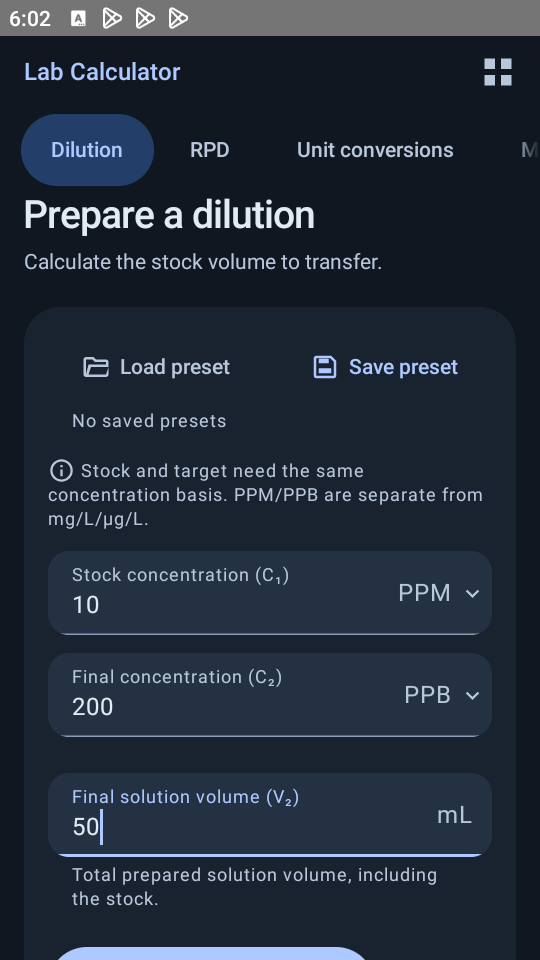 6:02
Lab Calculator
Dilution
RPD
Unit conversions
M
Prepare a dilution
Calculate the stock volume to transfer.
Load preset
Save preset
No saved presets
Stock and target need the same
concentration basis. PPM/PPB are separate from
mg/L/µg/L.
Stock concentration (C₁)
10
PPM
Final concentration (C₂)
200
PPB
Final solution volume (V₂)
50
mL
Total prepared solution volume, including
the stock.